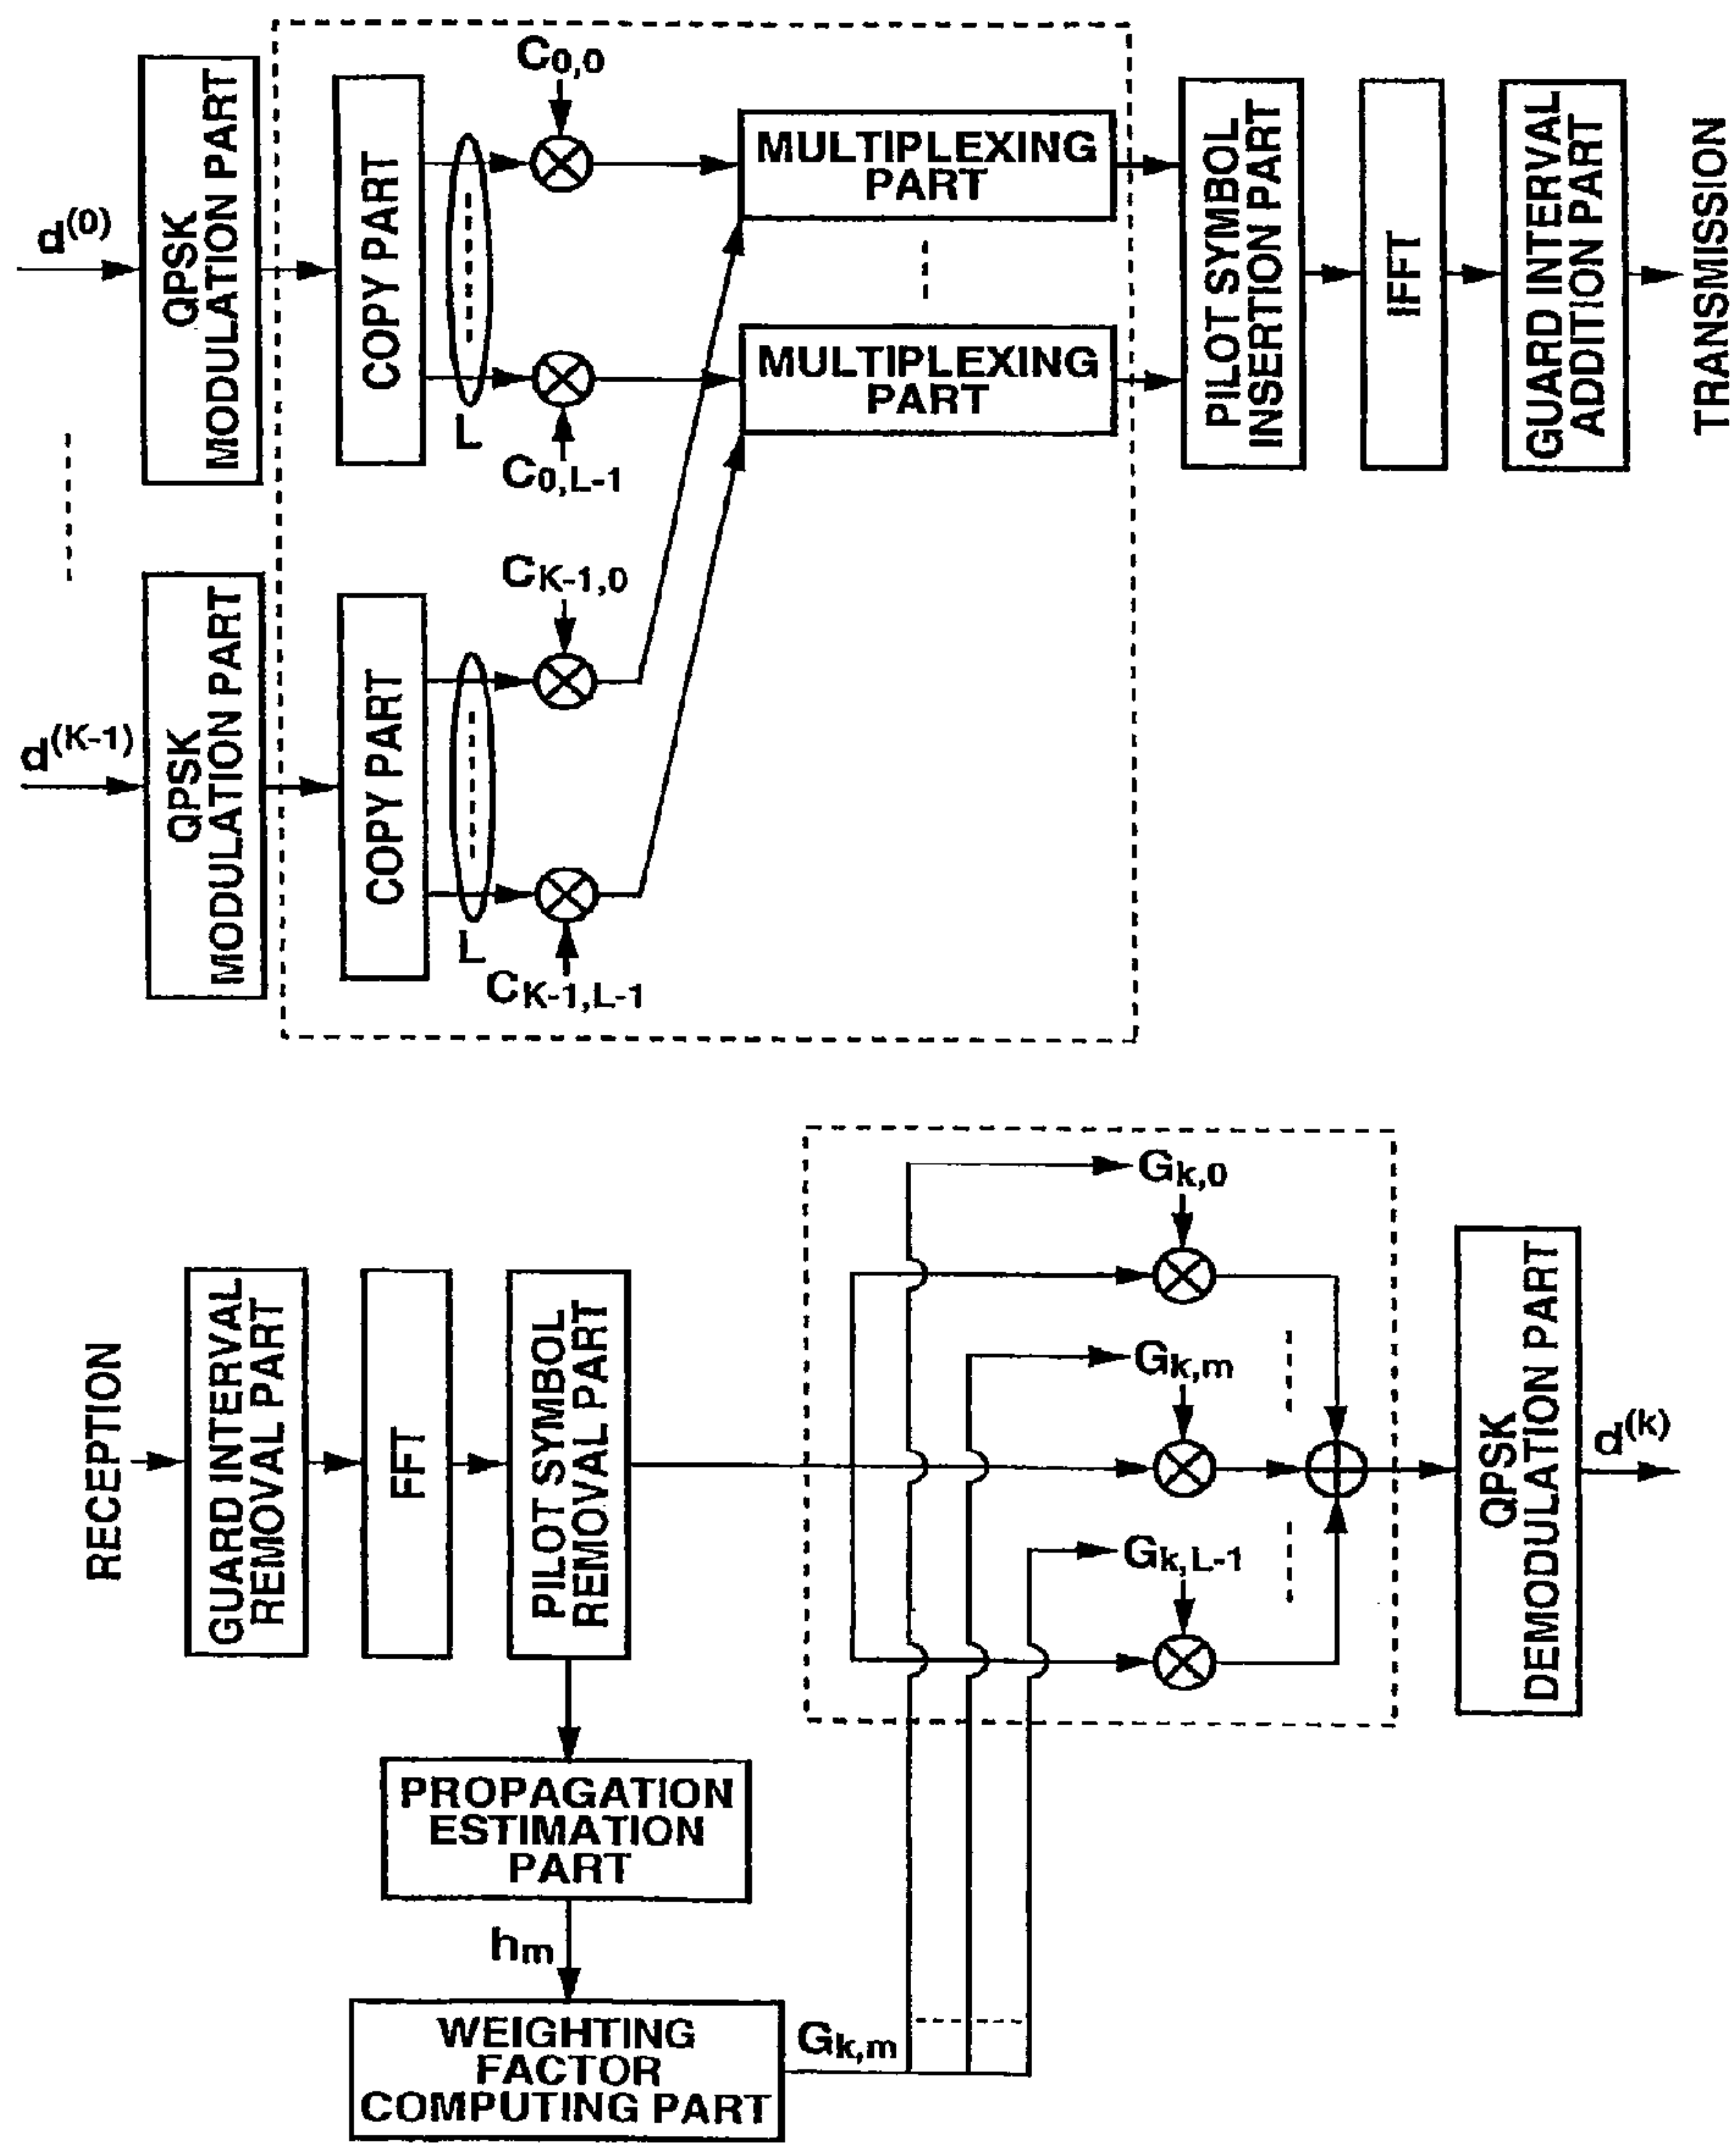 d(0)
QPSK
MODULATION PART
COPY PART
L
C0,0
C0,L-1
MULTIPLEXING
PART
MULTIPLEXING
PART
PILOT SYMBOL
INSERTION PART
IFFT
GUARD INTERVAL
ADDITION PART
TRANSMISSION
d(K-1)
QPSK
MODULATION PART
COPY PART
L
CK-1,0
CK-1,L-1
RECEPTION
GUARD INTERVAL
REMOVAL PART
FFT
PILOT SYMBOL
REMOVAL PART
Gk,0
Gk,m
Gk,L-1
QPSK
DEMODULATION PART
d(k)
PROPAGATION
ESTIMATION
PART
hm
WEIGHTING
FACTOR
COMPUTING PART
Gk,m